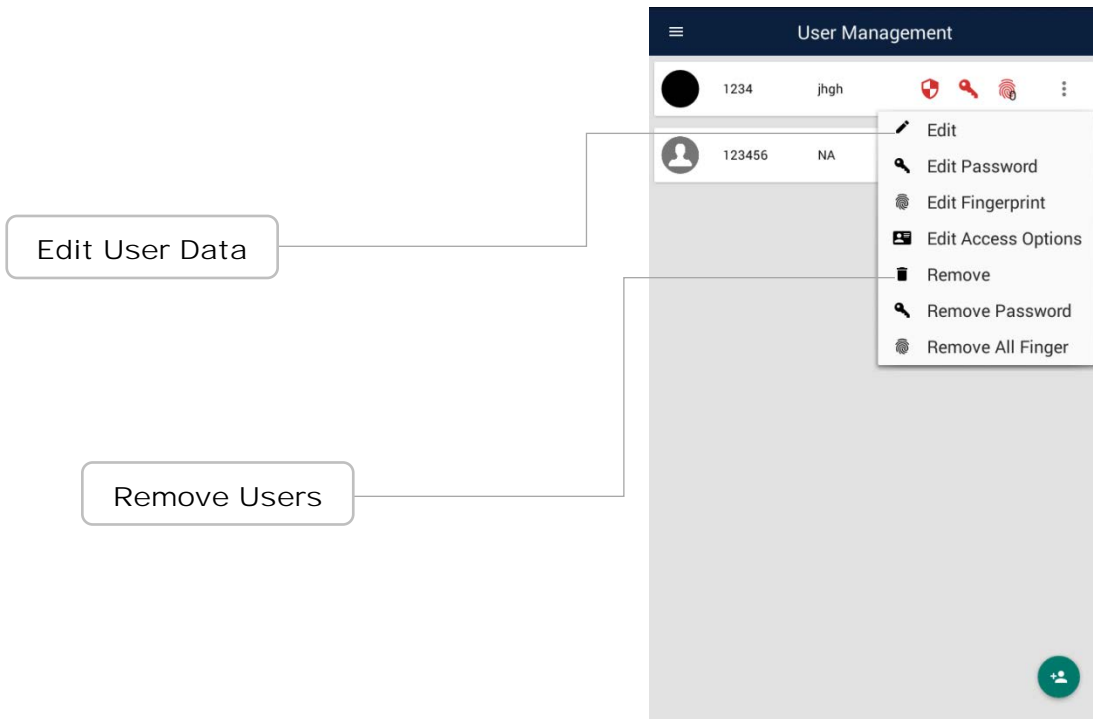 User Management
1234 jhgh
Edit
123456 NA
Edit Password
Edit Fingerprint
Edit User Data
Edit Access Options
Remove
Remove Password
Remove All Finger
Remove Users